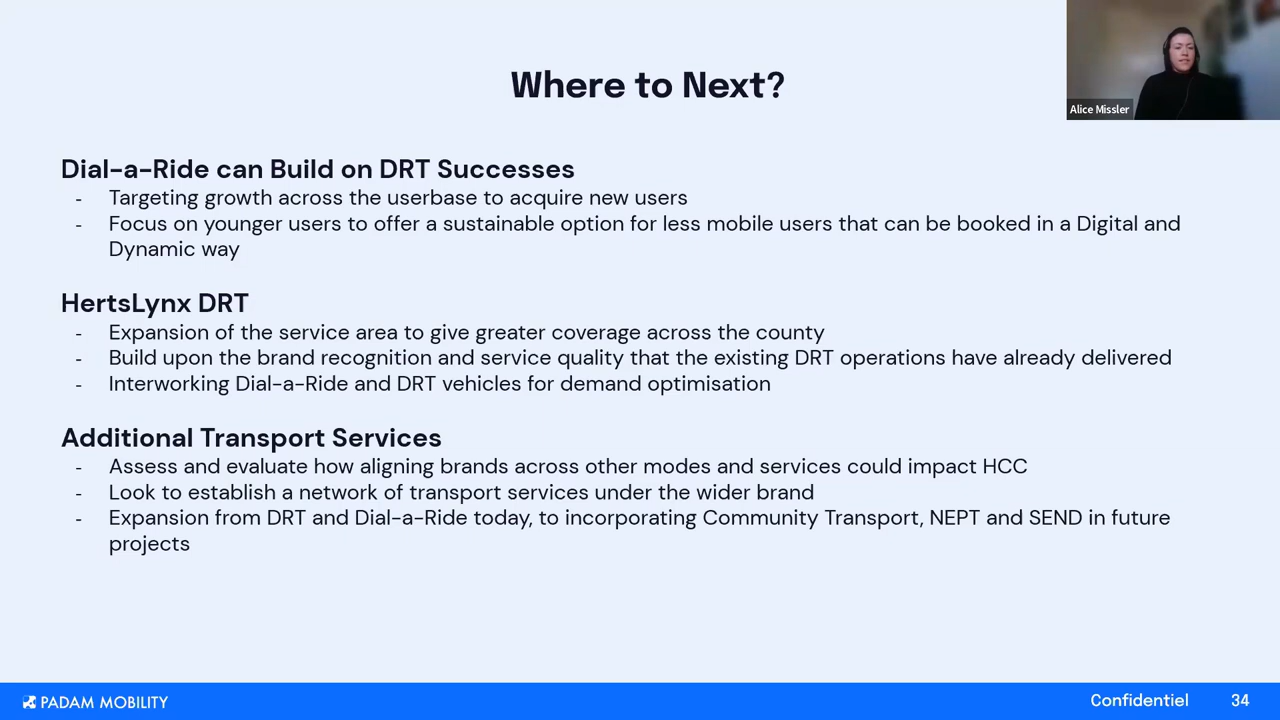 Where to Next?
Alice Missler
Dial-a-Ride can Build on DRT Successes
- Targeting growth across the userbase to acquire new users
- Focus on younger users to offer a sustainable option for less mobile users that can be booked in a Digital and
Dynamic way
HertsLynx DRT
- Expansion of the service area to give greater coverage across the county
- Build upon the brand recognition and service quality that the existing DRT operations have already delivered
- Interworking Dial-a-Ride and DRT vehicles for demand optimisation
Additional Transport Services
- Assess and evaluate how aligning brands across other modes and services could impact HCC
- Look to establish a network of transport services under the wider brand
- Expansion from DRT and Dial-a-Ride today, to incorporating Community Transport, NEPT and SEND in future
projects
PADAM MOBILITY
Confidentiel 34